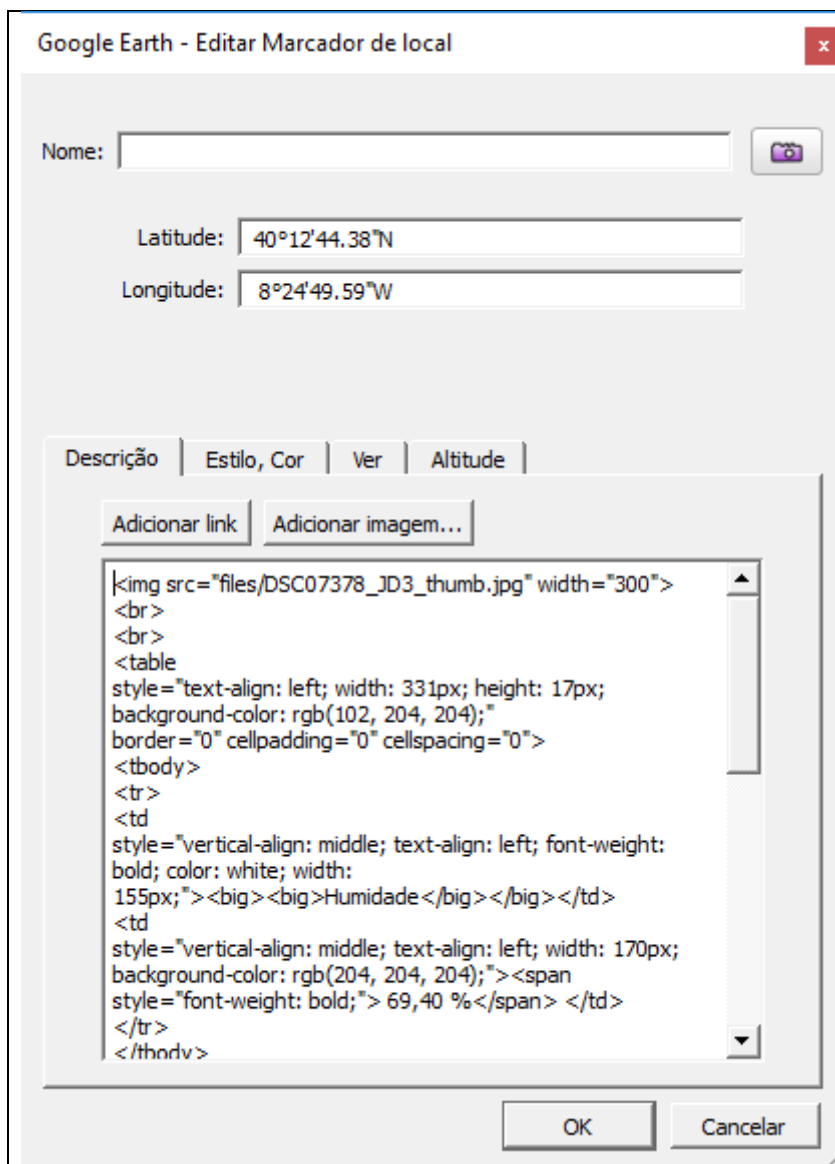 Google Earth - Editar Marcador de local
x
Nome:
Latitude: 40°12'44.38"N
Longitude: 8°24'49.59"W
Descrição Estilo, Cor Ver Altitude
Adicionar link Adicionar imagem...
<img src="files/DSC07378_JD3_thumb.jpg" width="300">
<br>
<br>
<table
style="text-align: left; width: 331px; height: 17px;
background-color: rgb(102, 204, 204);"
border="0" cellpadding="0" cellspacing="0">
<tbody>
<tr>
<td
style="vertical-align: middle; text-align: left; font-weight:
bold; color: white; width:
155px;"><big><big>Humidade</big></big></td>
<td
style="vertical-align: middle; text-align: left; width: 170px;
background-color: rgb(204, 204, 204);"><span
style="font-weight: bold;"> 69,40 %</span> </td>
</tr>
</tbody>
OK Cancelar